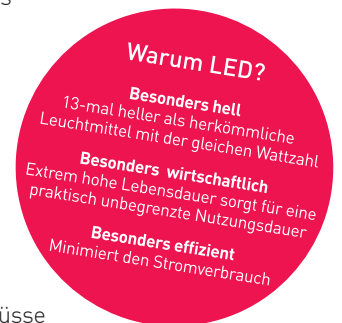 s
Warum LED?
Besonders hell
13-mal heller als herkömmliche
Leuchtmittel mit der gleichen Wattzahl
Besonders wirtschaftlich
Extrem hohe Lebensdauer sorgt für eine
praktisch unbegrenzte Nutzungsdauer
Besonders effizient
Minimiert den Stromverbrauch
üsse